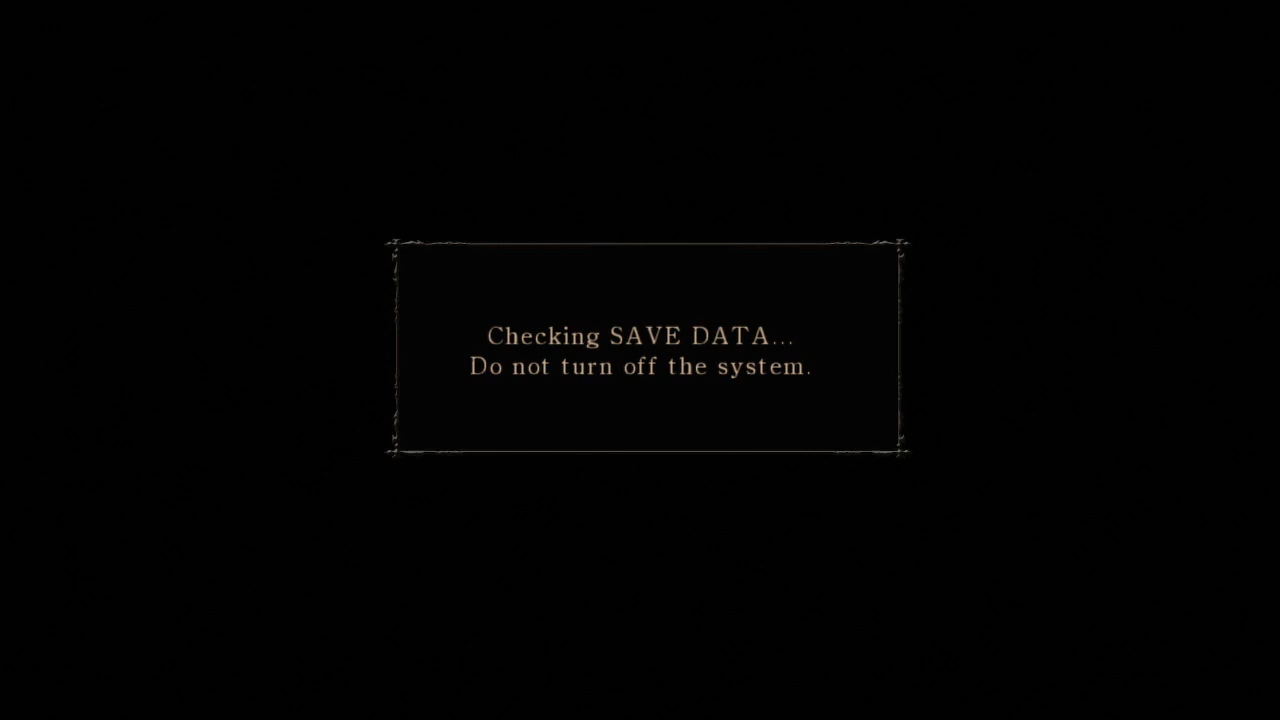 Checking SAVE DATA...
Do not turn off the system.